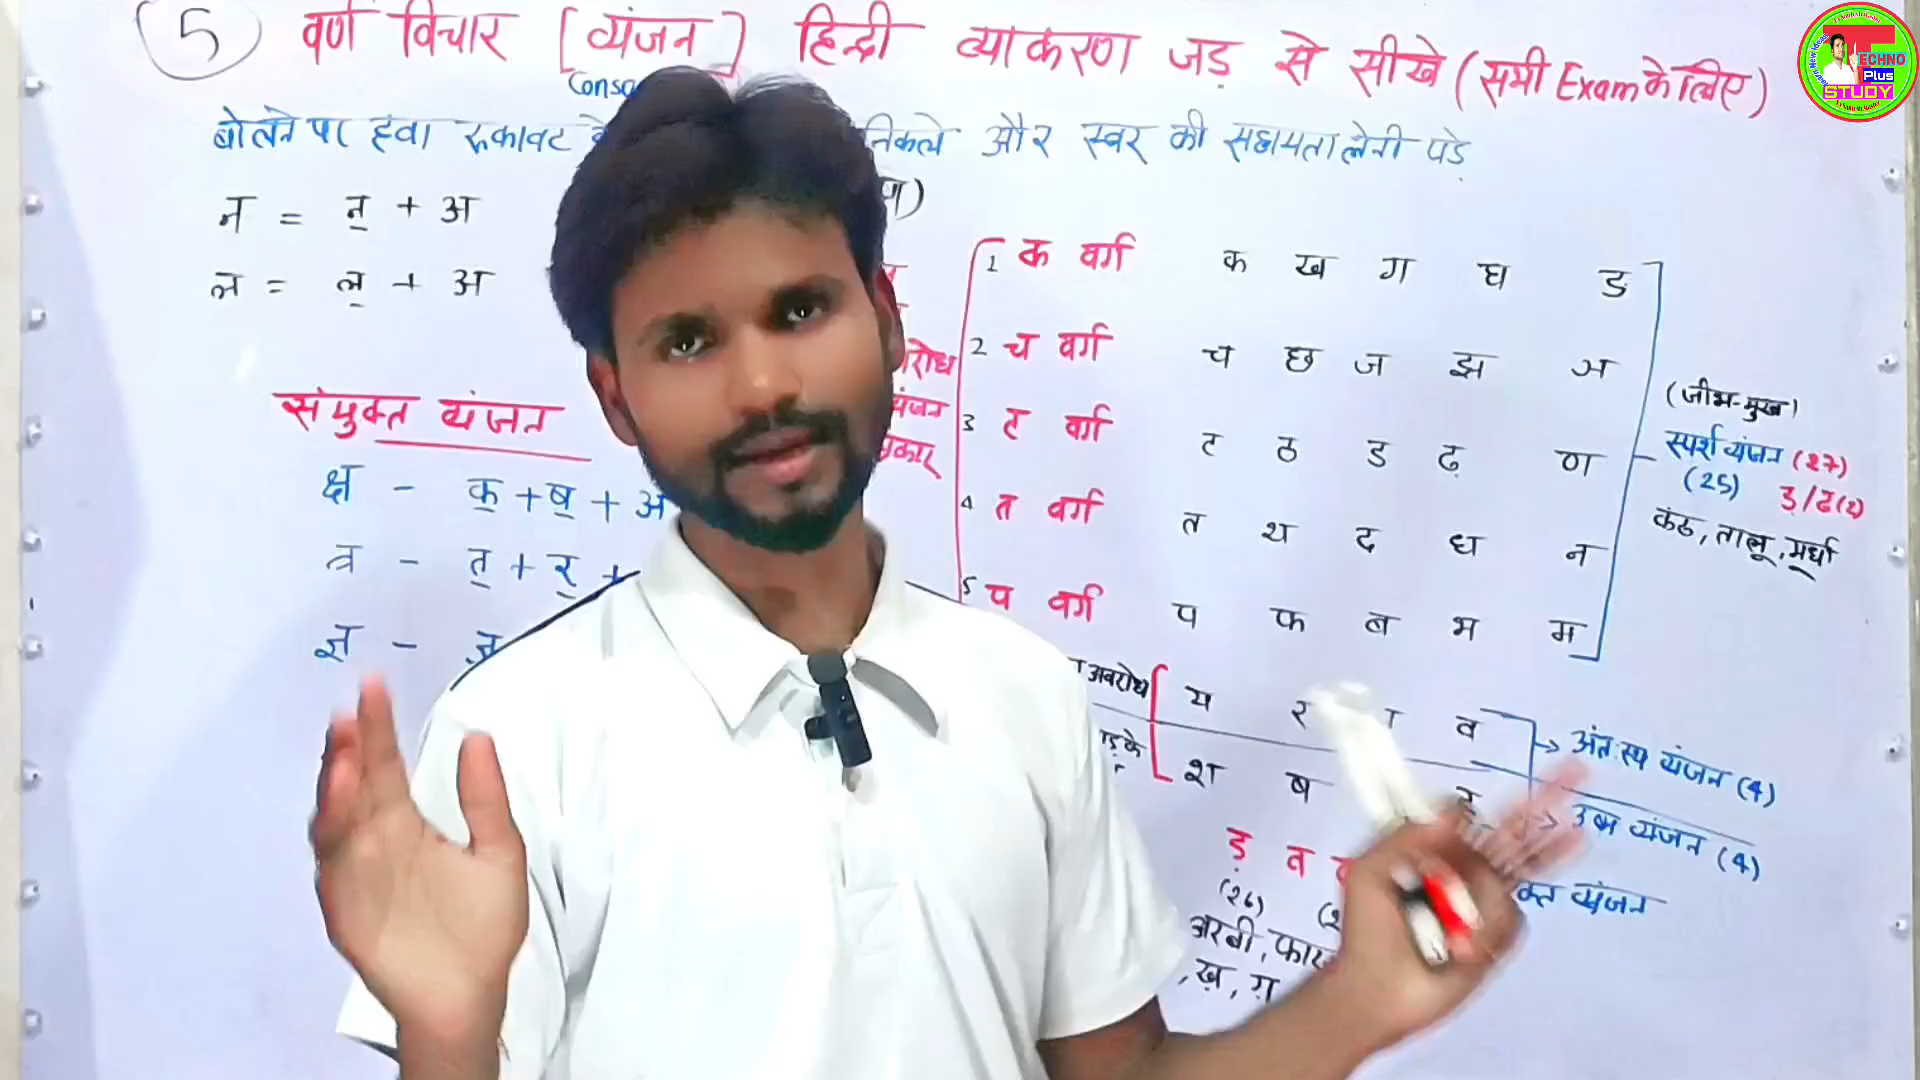 5 वर्ण विचार [व्यंजन] हिन्दी व्याकरण जड़ से सीखे (सभी Exam के लिए)
बोलने पर हवा रुकावट के निकले और स्वर की सहायता लेनी पड़े
न = न् + अ
ल = ल् + अ
संयुक्त व्यंजन
क्ष - क् + ष् + अ
त्र - त् + र् +
ज्ञ -
1 क वर्ग क ख ग घ ङ
2 च वर्ग च छ ज झ ञ
3 ट वर्ग ट ठ ड ढ़ ण
4 त वर्ग त थ द ध न
5 प वर्ग प फ ब भ म
(जीभ-मुख)
स्पर्श व्यंजन (27)
(25) ड़/ढ़(2)
कंठ, तालू, मूर्धा
अवरोध य र व → अंतःस्थ व्यंजन (4)
श ष ह → उष्म व्यंजन (4)
ड़
(26)
व्यंजन
अरबी,
, ख़, ग़
TECHNO
Plus
STUDY